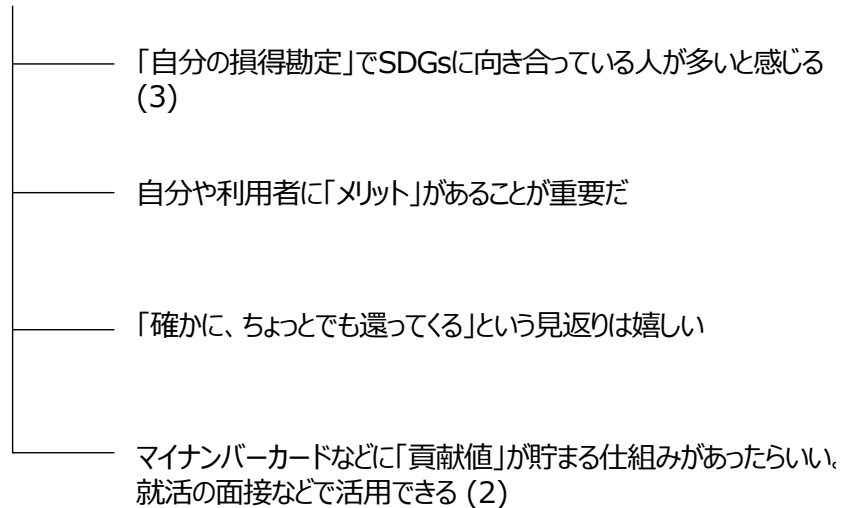 「自分の損得勘定」でSDGsに向き合っている人が多いと感じる
(3)
自分や利用者に「メリット」があることが重要だ
「確かに、ちょっとでも還ってくる」という見返りは嬉しい
マイナンバーカードなどに「貢献値」が貯まる仕組みがあったらいい。
就活の面接などで活用できる (2)